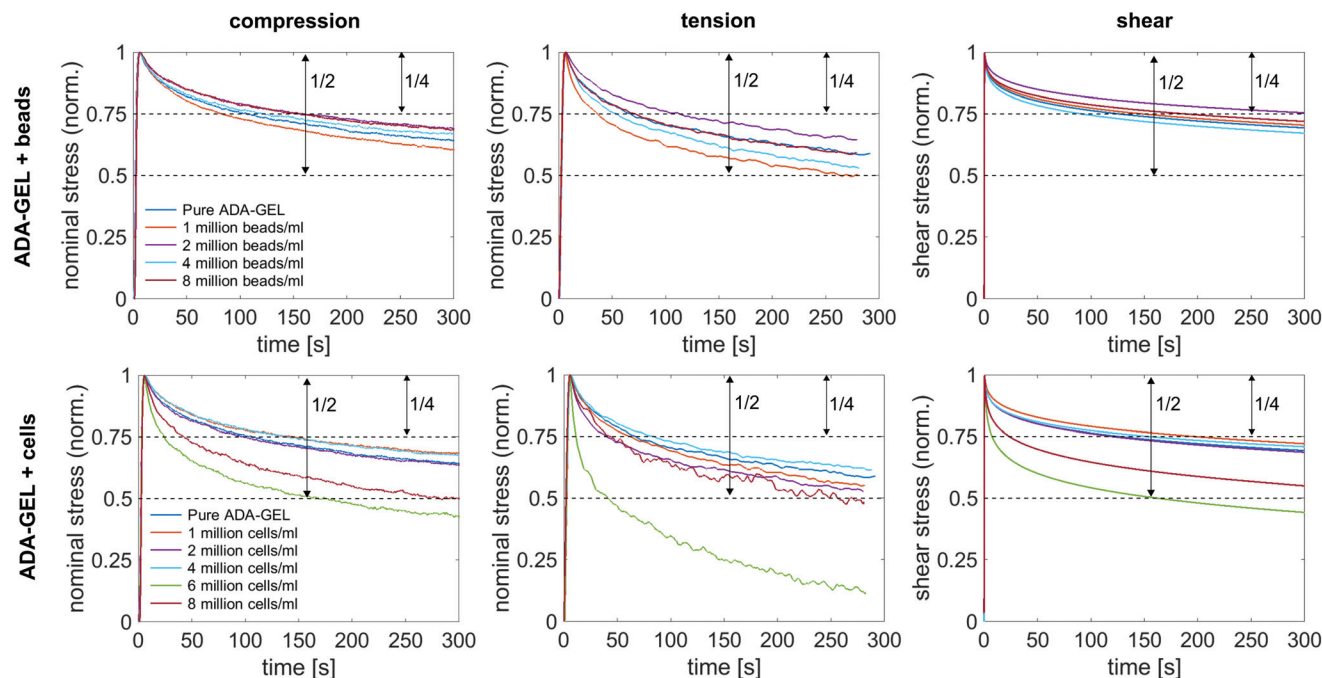 compression
tension
shear
ADA-GEL + beads
nominal stress (norm.)
1
0.75
0.5
0.25
0
1/2
1/4
Pure ADA-GEL
1 million beads/ml
2 million beads/ml
4 million beads/ml
8 million beads/ml
0 50 100 150 200 250 300
time [s]
nominal stress (norm.)
1
0.75
0.5
0.25
0
1/2
1/4
0 50 100 150 200 250 300
time [s]
shear stress (norm.)
1
0.75
0.5
0.25
0
1/2
1/4
0 50 100 150 200 250 300
time [s]
ADA-GEL + cells
nominal stress (norm.)
1
0.75
0.5
0.25
0
1/2
1/4
Pure ADA-GEL
1 million cells/ml
2 million cells/ml
4 million cells/ml
6 million cells/ml
8 million cells/ml
0 50 100 150 200 250 300
time [s]
nominal stress (norm.)
1
0.75
0.5
0.25
0
1/2
1/4
0 50 100 150 200 250 300
time [s]
shear stress (norm.)
1
0.75
0.5
0.25
0
1/2
1/4
0 50 100 150 200 250 300
time [s]